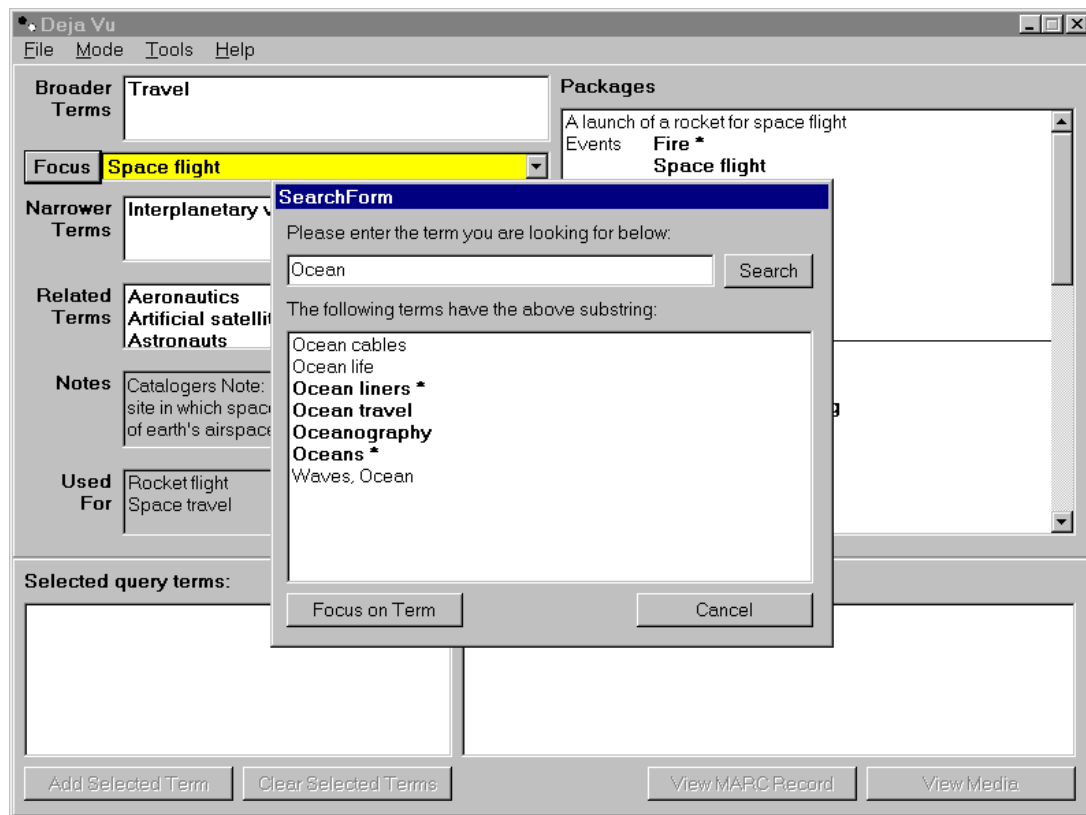 Deja Vu
File Mode Tools Help
Broader Terms
Travel
Focus
Space flight
Narrower Terms
Interplanetary v
Related Terms
Aeronautics
Artificial satellit
Astronauts
Notes
Catalogers Note:
site in which spac
of earth's airspace
Used For
Rocket flight
Space travel
Packages
A launch of a rocket for space flight
Events Fire *
Space flight
g
SearchForm
Please enter the term you are looking for below:
Ocean
Search
The following terms have the above substring:
Ocean cables
Ocean life
Ocean liners *
Ocean travel
Oceanography
Oceans *
Waves, Ocean
Focus on Term
Cancel
Selected query terms:
Add Selected Term
Clear Selected Terms
View MARC Record
View Media